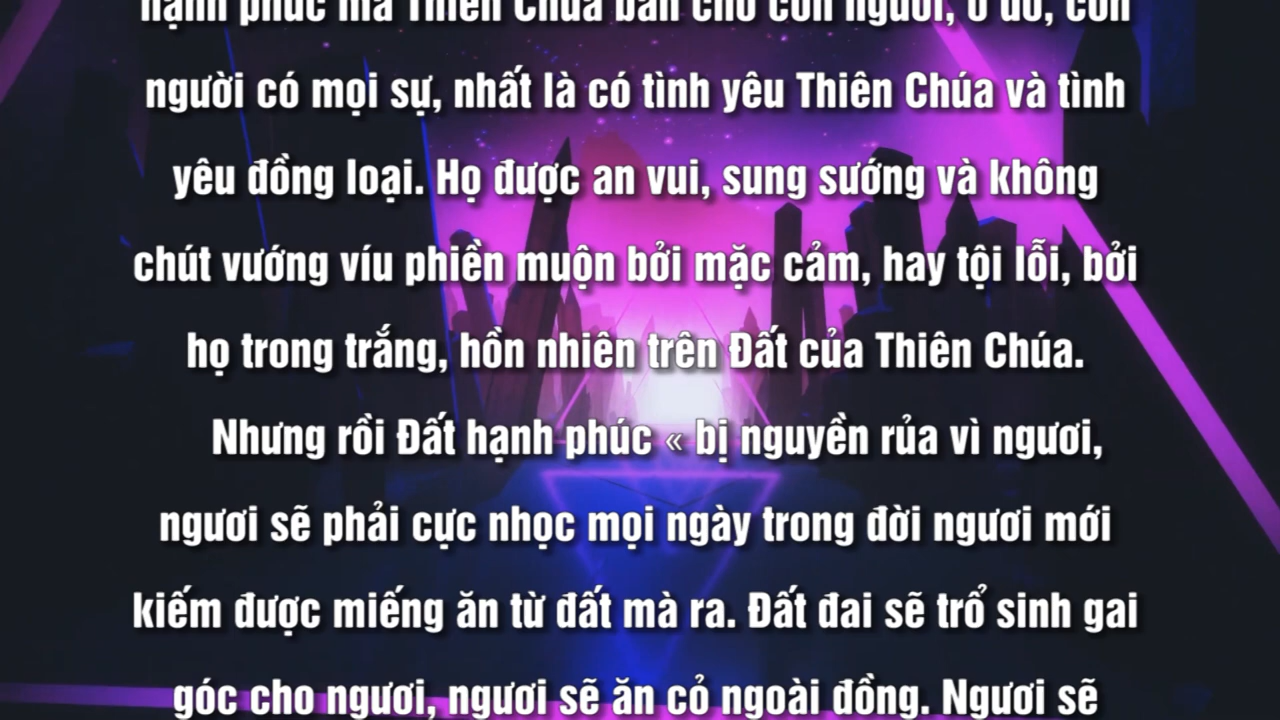 hạnh phúc mà Thiên Chúa ban cho con người, ở đó, con
người có mọi sự, nhất là có tình yêu Thiên Chúa và tình
yêu đồng loại. Họ được an vui, sung sướng và không
chút vướng víu phiền muộn bởi mặc cảm, hay tội lỗi, bởi
họ trong trắng, hồn nhiên trên Đất của Thiên Chúa.
Nhưng rồi Đất hạnh phúc « bị nguyền rủa vì ngươi,
ngươi sẽ phải cực nhọc mọi ngày trong đời ngươi mới
kiếm được miếng ăn từ đất mà ra. Đất đai sẽ trổ sinh gai
góc cho ngươi, ngươi sẽ ăn cỏ ngoài đồng. Ngươi sẽ